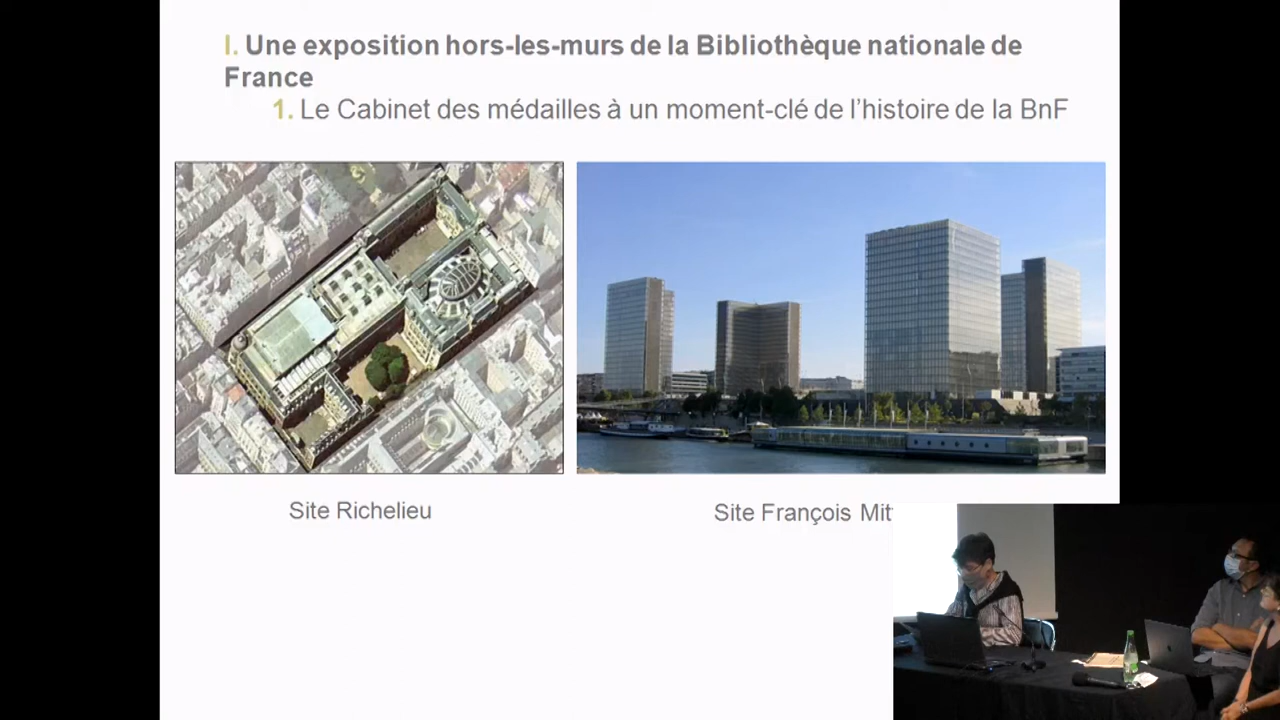 I. Une exposition hors-les-murs de la Bibliothèque nationale de
France
1. Le Cabinet des médailles à un moment-clé de l'histoire de la BnF
Site Richelieu
Site François Mit